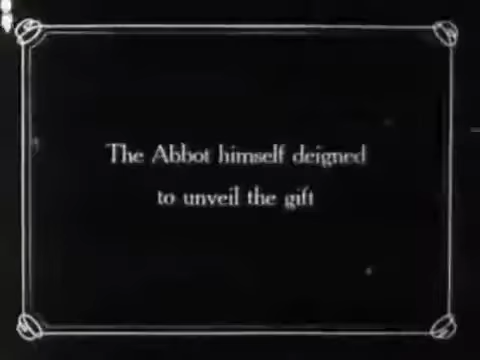 The Abbot himself deigned
to unveil the gift